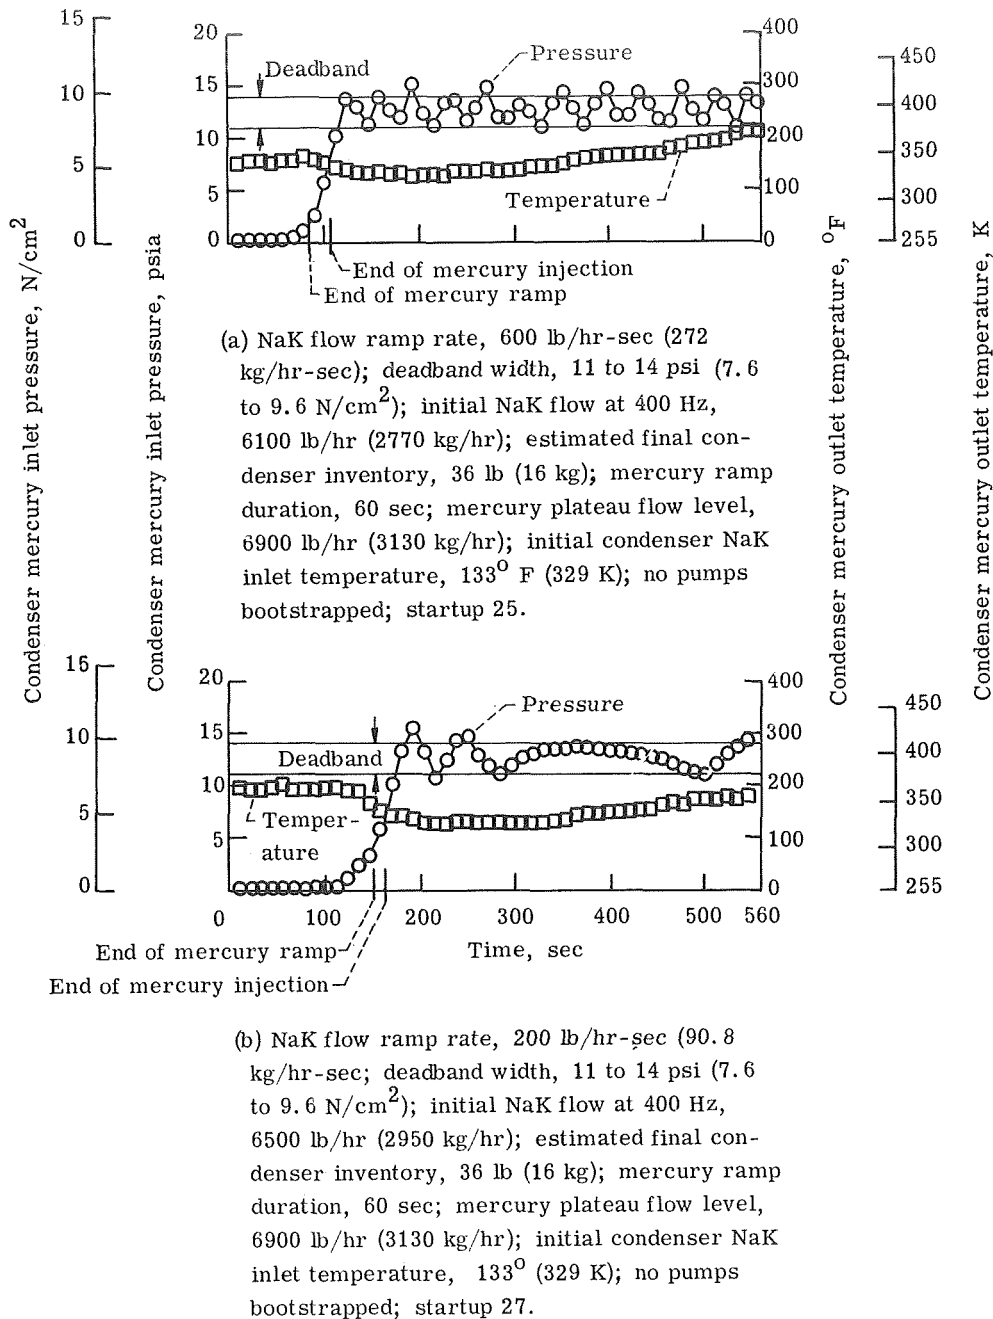 Condenser mercury inlet pressure, N/cm2
Condenser mercury inlet pressure, psia
Condenser mercury outlet temperature, oF
Condenser mercury outlet temperature, K
15
10
5
0
20
15
10
5
0
400
300
200
100
0
450
400
350
300
255
Deadband
Pressure
Temperature
End of mercury injection
End of mercury ramp
(a) NaK flow ramp rate, 600 lb/hr-sec (272
kg/hr-sec); deadband width, 11 to 14 psi (7.6
to 9.6 N/cm2); initial NaK flow at 400 Hz,
6100 lb/hr (2770 kg/hr); estimated final con-
denser inventory, 36 lb (16 kg); mercury ramp
duration, 60 sec; mercury plateau flow level,
6900 lb/hr (3130 kg/hr); initial condenser NaK
inlet temperature, 133o F (329 K); no pumps
bootstrapped; startup 25.
15
10
5
0
20
15
10
5
0
400
300
200
100
0
450
400
350
300
255
Pressure
Deadband
Temper-
ature
0 100 200 300 400 500 560
Time, sec
End of mercury ramp
End of mercury injection
(b) NaK flow ramp rate, 200 lb/hr-sec (90.8
kg/hr-sec; deadband width, 11 to 14 psi (7.6
to 9.6 N/cm2); initial NaK flow at 400 Hz,
6500 lb/hr (2950 kg/hr); estimated final con-
denser inventory, 36 lb (16 kg); mercury ramp
duration, 60 sec; mercury plateau flow level,
6900 lb/hr (3130 kg/hr); initial condenser NaK
inlet temperature, 133o (329 K); no pumps
bootstrapped; startup 27.